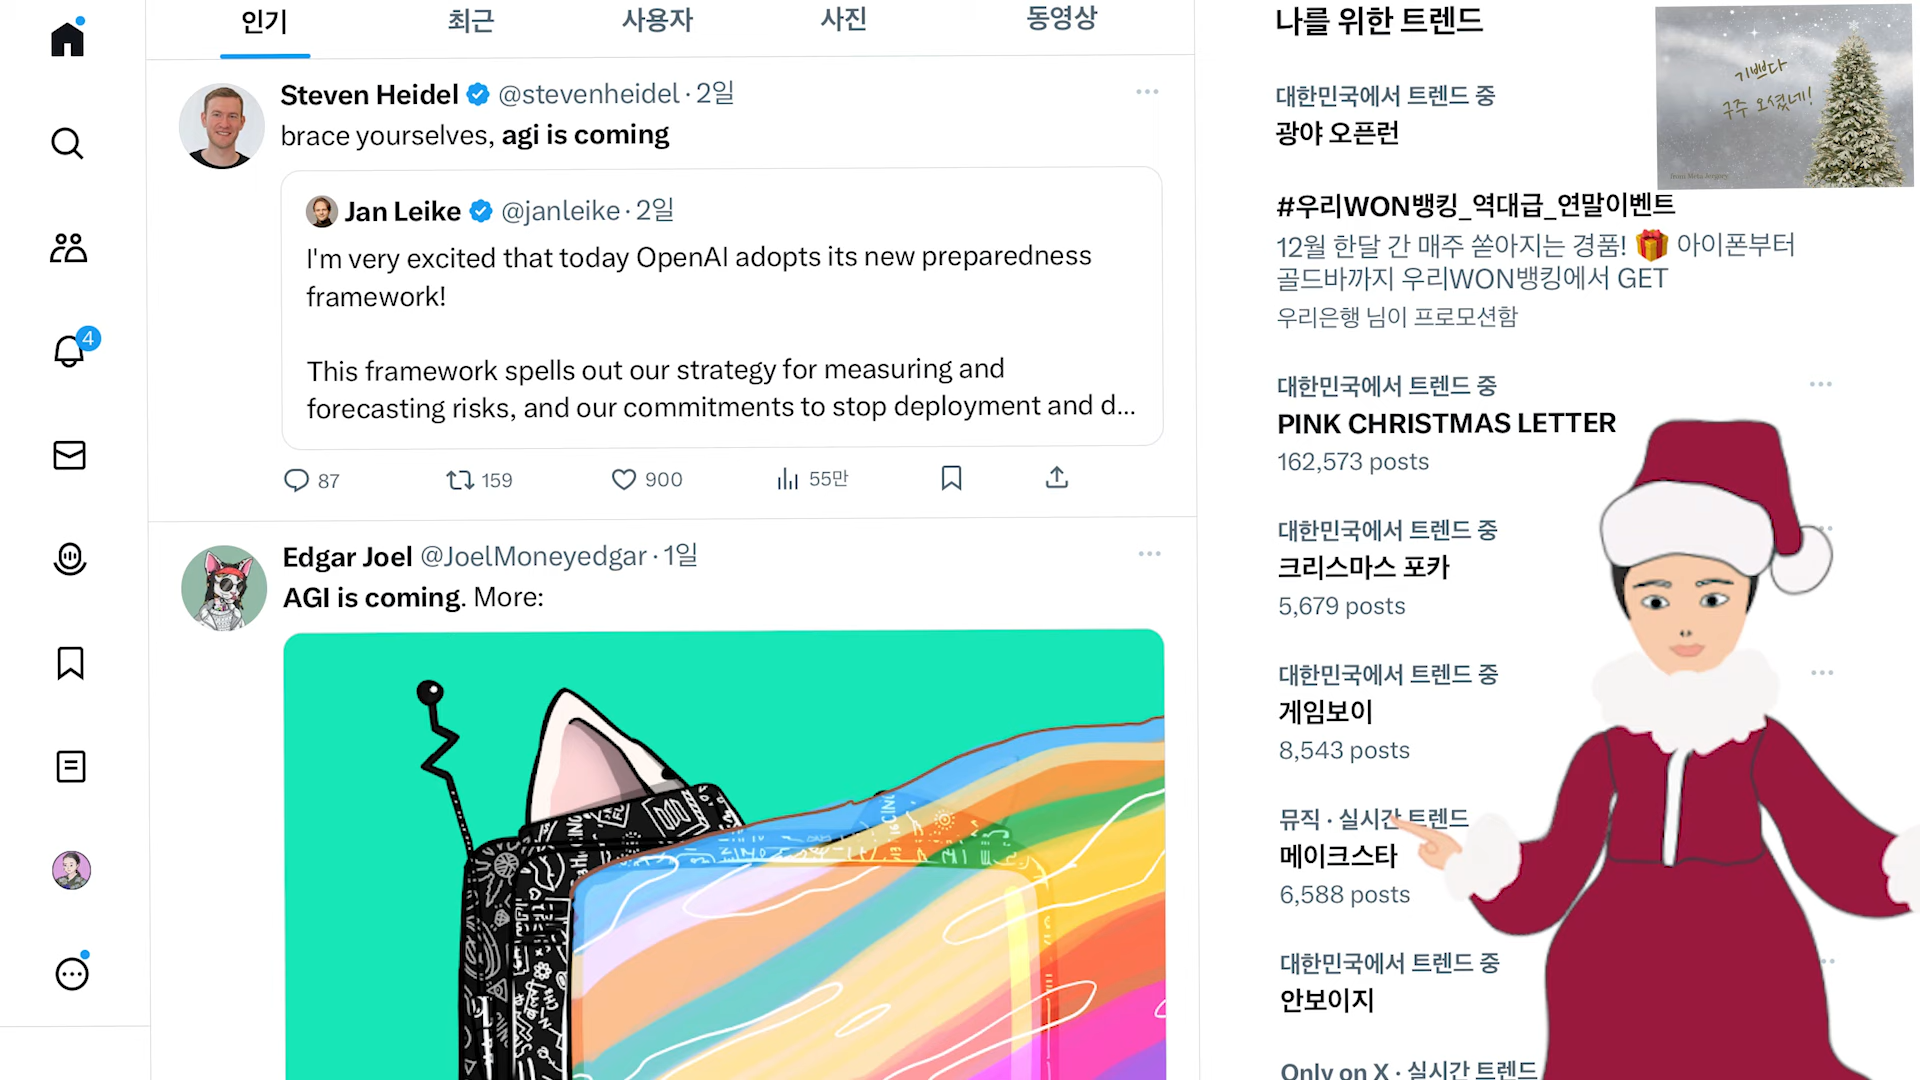 인기
최근
사용자
사진
동영상
Steven Heidel @stevenheidel · 2일
brace yourselves, agi is coming
Jan Leike @janleike · 2일
I'm very excited that today OpenAI adopts its new preparedness
framework!
This framework spells out our strategy for measuring and
forecasting risks, and our commitments to stop deployment and d...
87
159
900
55만
Edgar Joel @JoelMoneyedgar · 1일
AGI is coming. More:
4
나를 위한 트렌드
대한민국에서 트렌드 중
광야 오픈런
#우리WON뱅킹_역대급_연말이벤트
12월 한달 간 매주 쏟아지는 경품! 🎁 아이폰부터
골드바까지 우리WON뱅킹에서 GET
우리은행 님이 프로모션함
대한민국에서 트렌드 중
PINK CHRISTMAS LETTER
162,573 posts
대한민국에서 트렌드 중
크리스마스 포카
5,679 posts
대한민국에서 트렌드 중
게임보이
8,543 posts
뮤직 · 실시간 트렌드
메이크스타
6,588 posts
대한민국에서 트렌드 중
안보이지
Only on X · 실시간 트렌드
기쁘다
구주 오셨네!